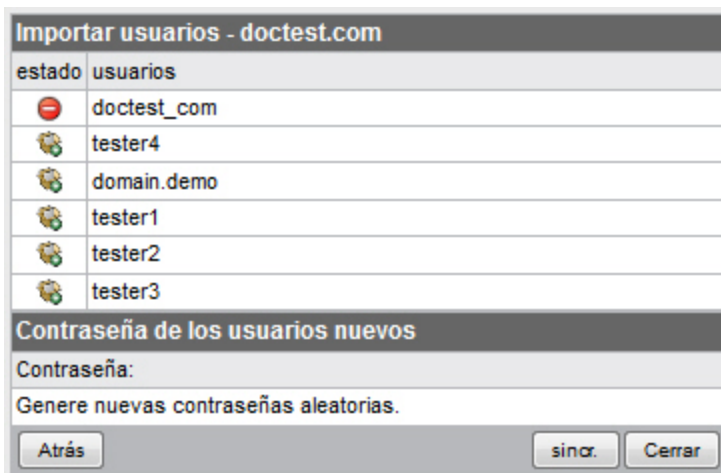 Importar usuarios - doctest.com
estado usuarios
doctest_com
tester4
domain.demo
tester1
tester2
tester3
Contraseña de los usuarios nuevos
Contraseña:
Genere nuevas contraseñas aleatorias.
Atrás sincr. Cerrar